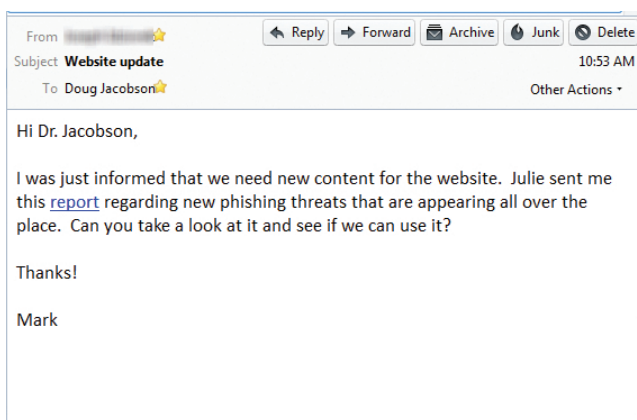 From
Reply Forward Archive Junk Delete
Subject Website update
10:53 AM
To Doug Jacobson
Other Actions
Hi Dr. Jacobson,
I was just informed that we need new content for the website. Julie sent me
this report regarding new phishing threats that are appearing all over the
place. Can you take a look at it and see if we can use it?
Thanks!
Mark